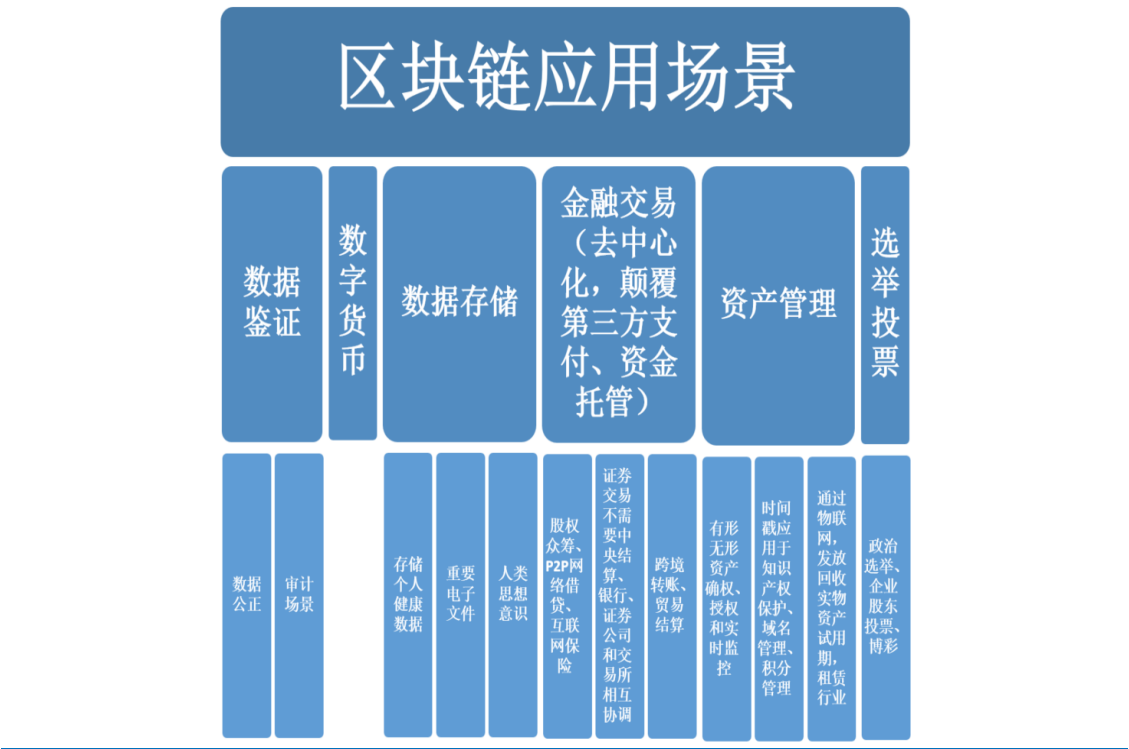 区块链应用场景
数据
鉴证
数
字
货
币
数据存储
金融交易
（去中心
化，颠覆
第三方支
付、资金
托管）
资产管理
选
举
投
票
数据
公正
审计
场景
存储
个人
健康
数据
重要
电子
文件
人类
思想
意识
股权
众筹、
P2P网
络借
贷、
互联
网保
险
证券
交易
不需
要中
央结
算、
银行、
证券
公司
和交
易所
相互
协调
跨境
转账、
贸易
结算
有形
无形
资产
确权、
授权
和实
时监
控
时间
戳应
用于
知识
产权
保护、
域名
管理、
积分
管理
通过
物联
网，
发放
回收
实物
资产
试用
期，
租赁
行业
政治
选举、
企业
股东
投票、
博彩